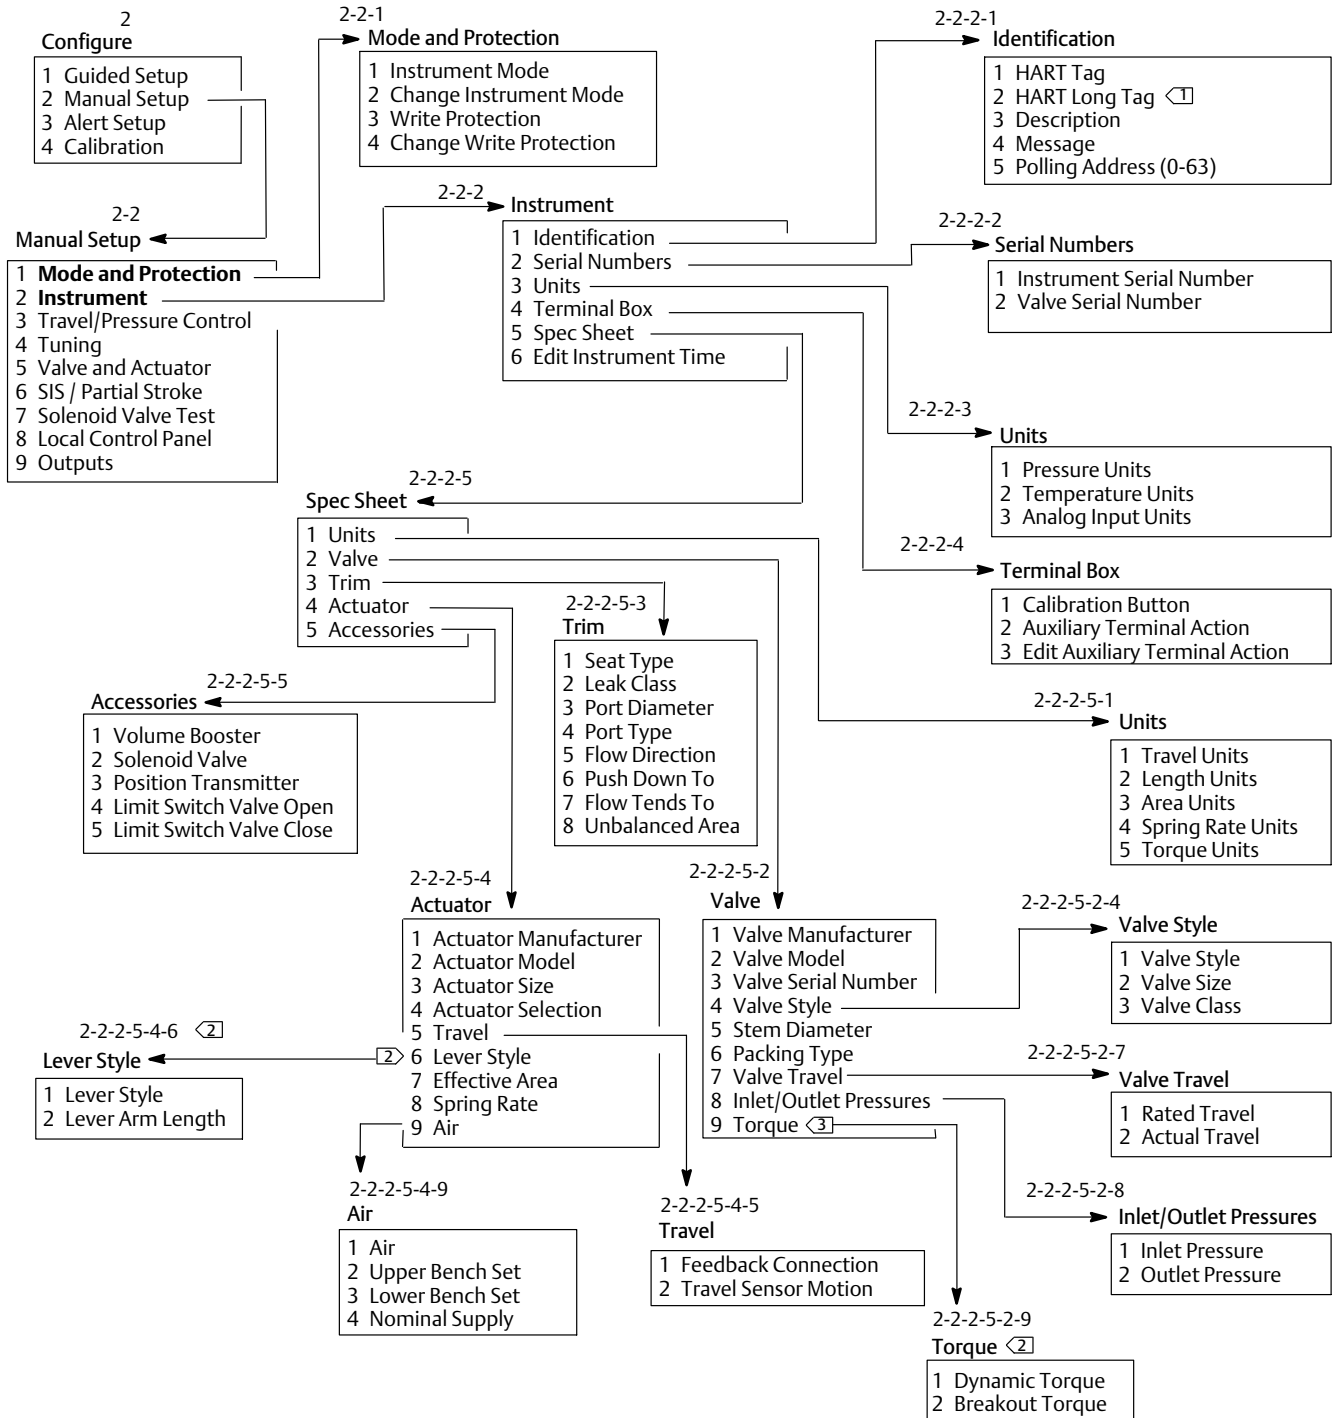 2
Configure
1 Guided Setup
2 Manual Setup
3 Alert Setup
4 Calibration
2-2-1
Mode and Protection
1 Instrument Mode
2 Change Instrument Mode
3 Write Protection
4 Change Write Protection
2-2-2-1
Identification
1 HART Tag
2 HART Long Tag 1
3 Description
4 Message
5 Polling Address (0-63)
2-2
Manual Setup
1 Mode and Protection
2 Instrument
3 Travel/Pressure Control
4 Tuning
5 Valve and Actuator
6 SIS / Partial Stroke
7 Solenoid Valve Test
8 Local Control Panel
9 Outputs
2-2-2
Instrument
1 Identification
2 Serial Numbers
3 Units
4 Terminal Box
5 Spec Sheet
6 Edit Instrument Time
2-2-2-2
Serial Numbers
1 Instrument Serial Number
2 Valve Serial Number
2-2-2-3
Units
1 Pressure Units
2 Temperature Units
3 Analog Input Units
2-2-2-4
Terminal Box
1 Calibration Button
2 Auxiliary Terminal Action
3 Edit Auxiliary Terminal Action
2-2-2-5
Spec Sheet
1 Units
2 Valve
3 Trim
4 Actuator
5 Accessories
2-2-2-5-3
Trim
1 Seat Type
2 Leak Class
3 Port Diameter
4 Port Type
5 Flow Direction
6 Push Down To
7 Flow Tends To
8 Unbalanced Area
2-2-2-5-5
Accessories
1 Volume Booster
2 Solenoid Valve
3 Position Transmitter
4 Limit Switch Valve Open
5 Limit Switch Valve Close
2-2-2-5-1
Units
1 Travel Units
2 Length Units
3 Area Units
4 Spring Rate Units
5 Torque Units
2-2-2-5-4
Actuator
1 Actuator Manufacturer
2 Actuator Model
3 Actuator Size
4 Actuator Selection
5 Travel
2 6 Lever Style
7 Effective Area
8 Spring Rate
9 Air
2-2-2-5-2
Valve
1 Valve Manufacturer
2 Valve Model
3 Valve Serial Number
4 Valve Style
5 Stem Diameter
6 Packing Type
7 Valve Travel
8 Inlet/Outlet Pressures
9 Torque 3
2-2-2-5-2-4
Valve Style
1 Valve Style
2 Valve Size
3 Valve Class
2-2-2-5-4-6 2
Lever Style
1 Lever Style
2 Lever Arm Length
2-2-2-5-2-7
Valve Travel
1 Rated Travel
2 Actual Travel
2-2-2-5-4-9
Air
1 Air
2 Upper Bench Set
3 Lower Bench Set
4 Nominal Supply
2-2-2-5-4-5
Travel
1 Feedback Connection
2 Travel Sensor Motion
2-2-2-5-2-8
Inlet/Outlet Pressures
1 Inlet Pressure
2 Outlet Pressure
2-2-2-5-2-9
Torque 2
1 Dynamic Torque
2 Breakout Torque